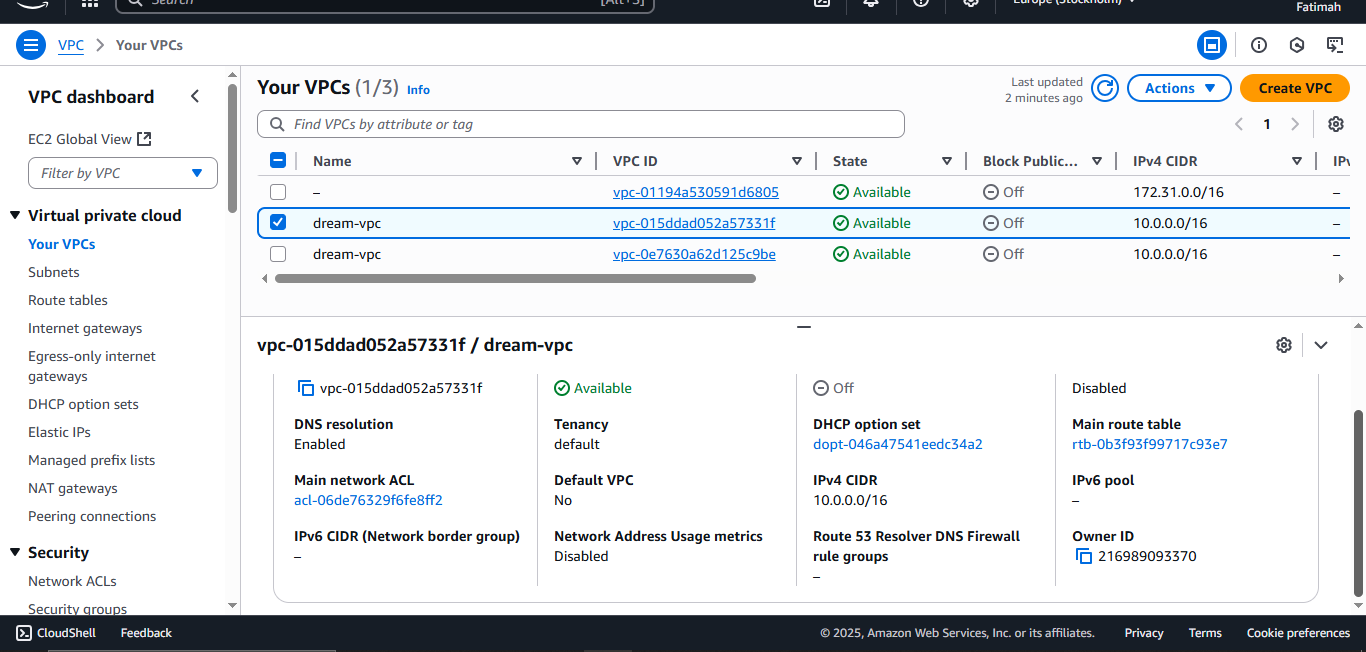 Search [Alt+S] Europe (Stockholm) Fatimah
VPC > Your VPCs
VPC dashboard
EC2 Global View
Filter by VPC
Virtual private cloud
Your VPCs
Subnets
Route tables
Internet gateways
Egress-only internet
gateways
DHCP option sets
Elastic IPs
Managed prefix lists
NAT gateways
Peering connections
Security
Network ACLs
Security groups
Your VPCs (1/3) Info
Last updated
2 minutes ago
Actions
Create VPC
Find VPCs by attribute or tag
1
Name VPC ID State Block Public... IPv4 CIDR IPv
– vpc-01194a530591d6805 Available Off 172.31.0.0/16 –
dream-vpc vpc-015ddad052a57331f Available Off 10.0.0.0/16 –
dream-vpc vpc-0e7630a62d125c9be Available Off 10.0.0.0/16 –
vpc-015ddad052a57331f / dream-vpc
vpc-015ddad052a57331f Available Off Disabled
DNS resolution Tenancy DHCP option set Main route table
Enabled default dopt-046a47541eedc34a2 rtb-0b3f93f99717c93e7
Main network ACL Default VPC IPv4 CIDR IPv6 pool
acl-06de76329f6fe8ff2 No 10.0.0.0/16 –
IPv6 CIDR (Network border group) Network Address Usage metrics Route 53 Resolver DNS Firewall Owner ID
– Disabled rule groups 216989093370
–
CloudShell Feedback © 2025, Amazon Web Services, Inc. or its affiliates. Privacy Terms Cookie preferences